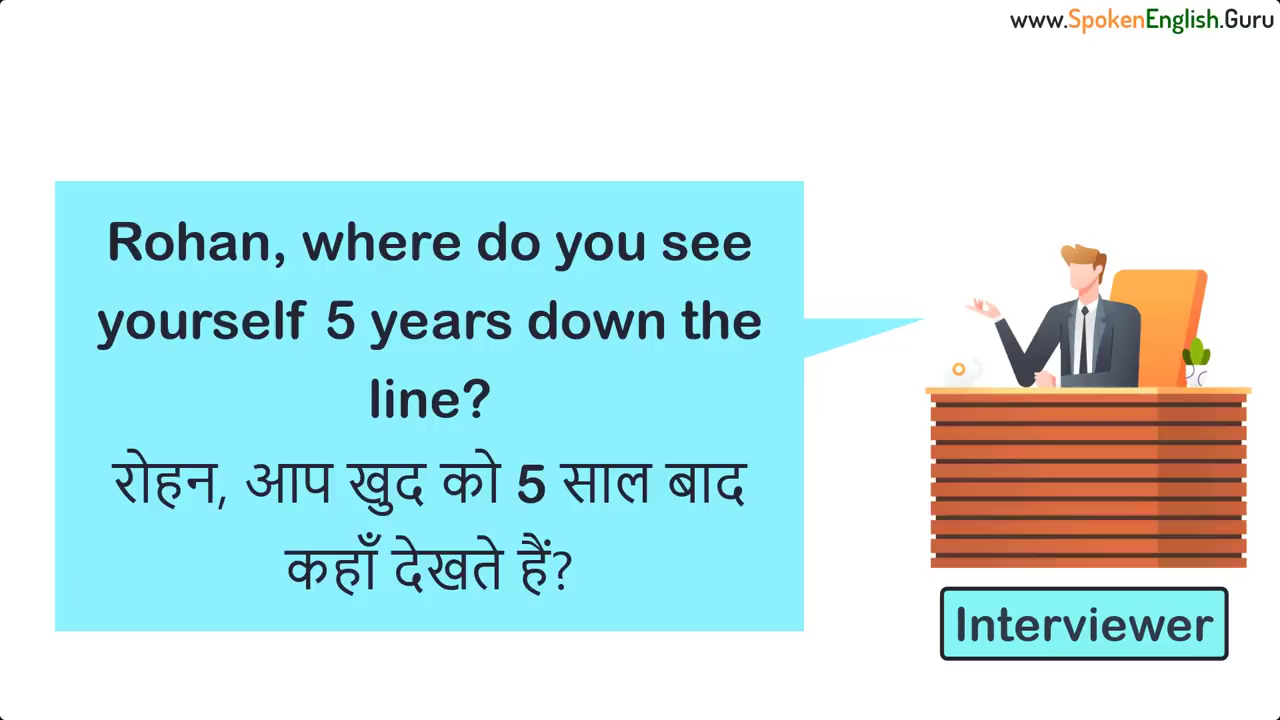 www.SpokenEnglish.Guru
Rohan, where do you see
yourself 5 years down the
line?
रोहन, आप खुद को 5 साल बाद
कहाँ देखते हैं?
Interviewer